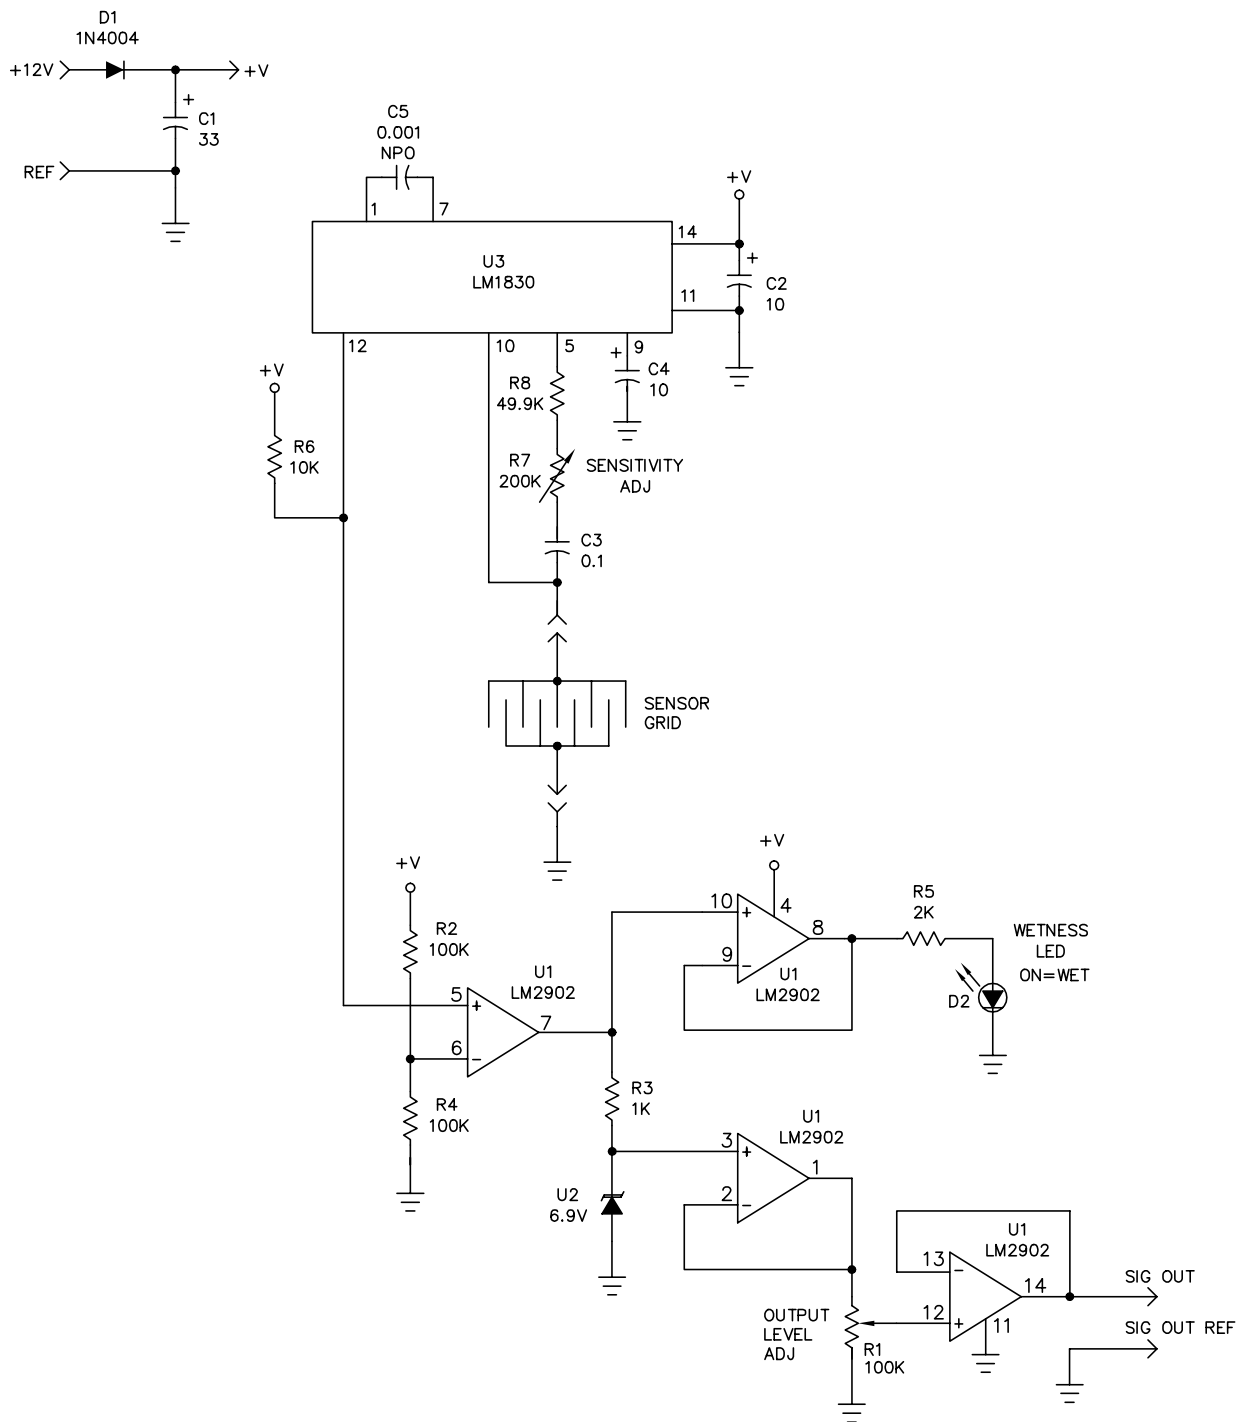 D1
1N4004
+12V
+V
+
C1
33
REF
C5
0.001
NPO
1
7
+V
U3
LM1830
14
+
C2
10
11
12
10
5
+
9
C4
10
+V
R6
10K
R8
49.9K
R7
200K
SENSITIVITY
ADJ
C3
0.1
SENSOR
GRID
+V
R2
100K
R4
100K
U1
LM2902
5
+
6
-
7
+V
10
+
4
9
-
8
U1
LM2902
R5
2K
WETNESS
LED
ON=WET
D2
R3
1K
U2
6.9V
U1
LM2902
3
+
2
-
1
U1
LM2902
13
-
14
12
+
11
OUTPUT
LEVEL
ADJ
R1
100K
SIG OUT
SIG OUT REF